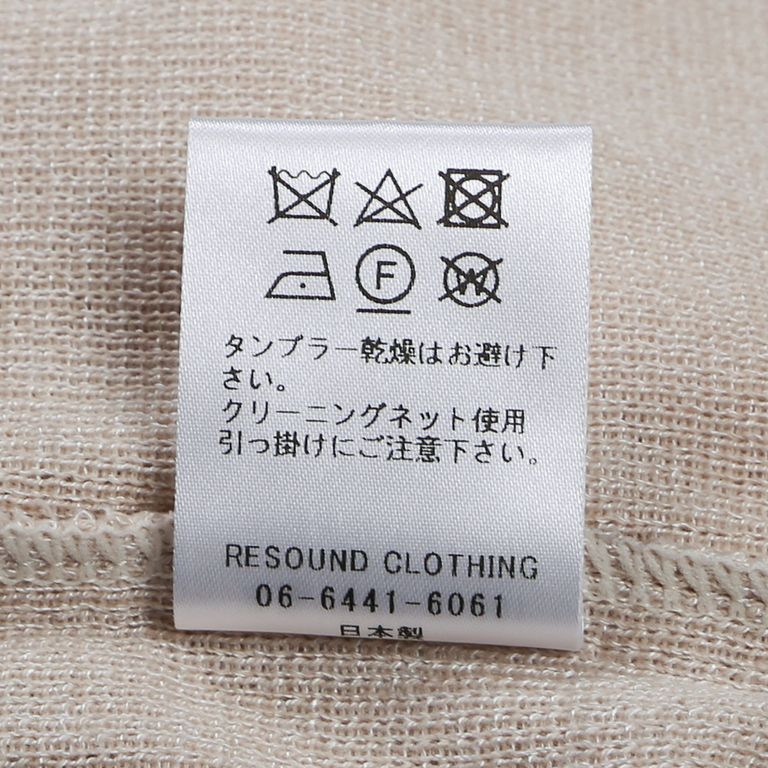 F
W
タンブラー乾燥はお避け下
さい。
クリーニングネット使用
引っ掛けにご注意下さい。
RESOUND CLOTHING
06-6441-6061
日本製